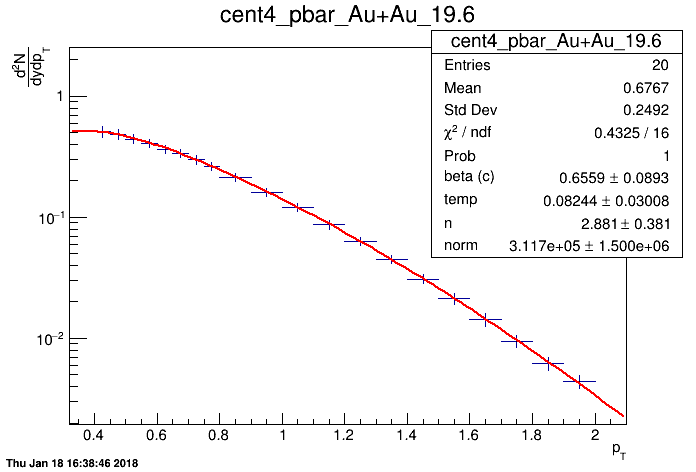 cent4_pbar_Au+Au_19.6
d²N
dydp_T
cent4_pbar_Au+Au_19.6
Entries 20
Mean 0.6767
Std Dev 0.2492
χ² / ndf 0.4325 / 16
Prob 1
beta (c) 0.6559 ± 0.0893
temp 0.08244 ± 0.03008
n 2.881 ± 0.381
norm 3.117e+05 ± 1.500e+06
1
10⁻¹
10⁻²
0.4 0.6 0.8 1 1.2 1.4 1.6 1.8 2
p_T
Thu Jan 18 16:38:46 2018